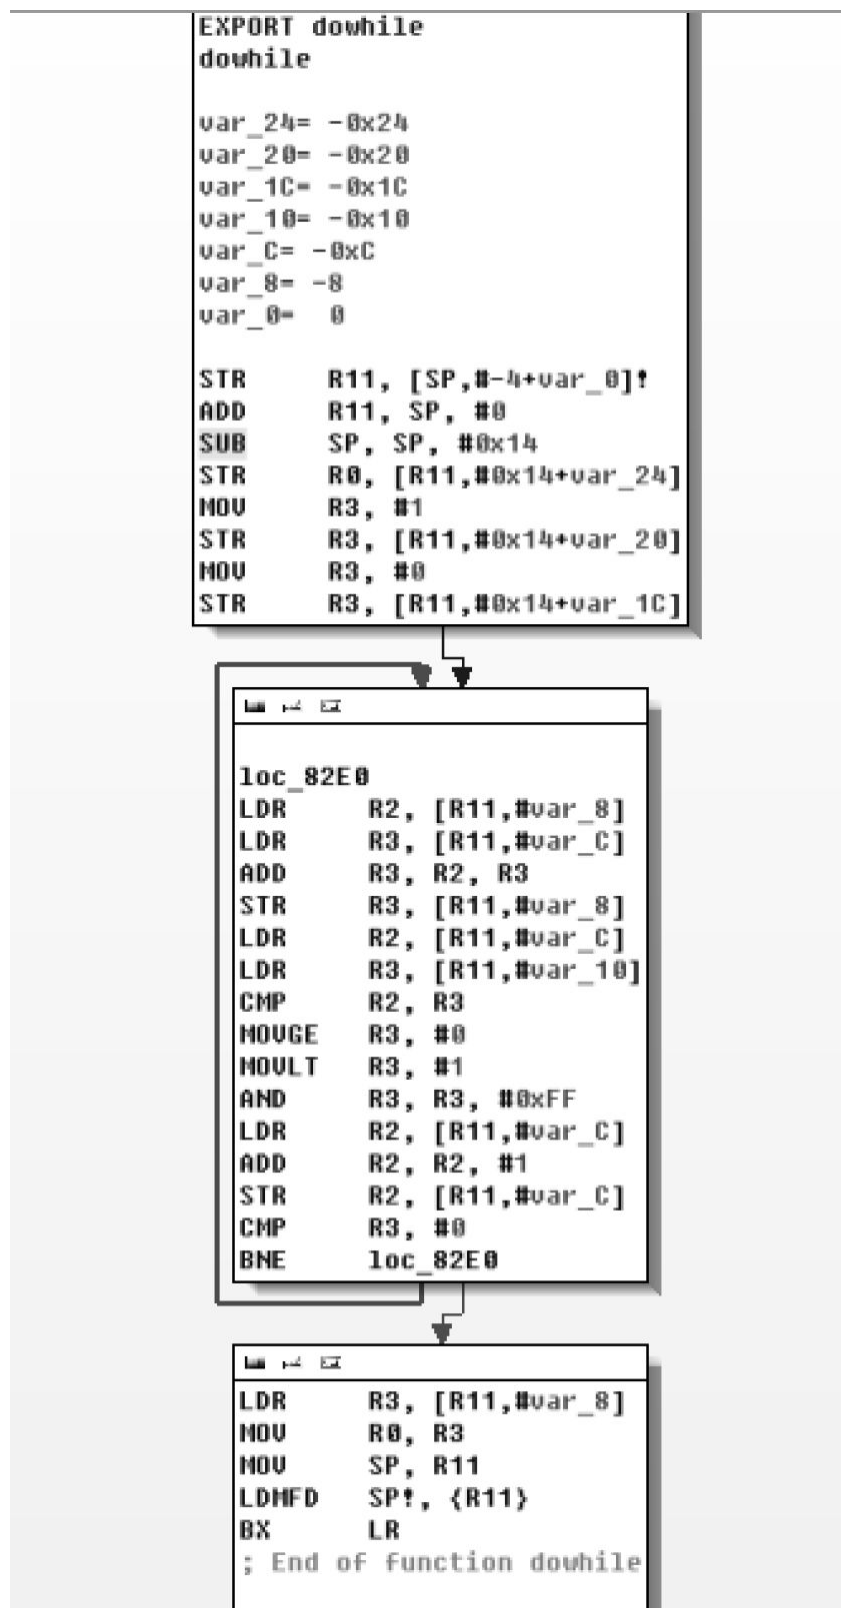 EXPORT dowhile
dowhile
var_24= -0x24
var_20= -0x20
var_1C= -0x1C
var_10= -0x10
var_C= -0xC
var_8= -8
var_0= 0
STR R11, [SP,#-4+var_0]!
ADD R11, SP, #0
SUB SP, SP, #0x14
STR R0, [R11,#0x14+var_24]
MOV R3, #1
STR R3, [R11,#0x14+var_20]
MOV R3, #0
STR R3, [R11,#0x14+var_1C]
loc_82E0
LDR R2, [R11,#var_8]
LDR R3, [R11,#var_C]
ADD R3, R2, R3
STR R3, [R11,#var_8]
LDR R2, [R11,#var_C]
LDR R3, [R11,#var_10]
CMP R2, R3
MOVGE R3, #0
MOVLT R3, #1
AND R3, R3, #0xFF
LDR R2, [R11,#var_C]
ADD R2, R2, #1
STR R2, [R11,#var_C]
CMP R3, #0
BNE loc_82E0
LDR R3, [R11,#var_8]
MOV R0, R3
MOV SP, R11
LDMFD SP!, {R11}
BX LR
; End of function dowhile